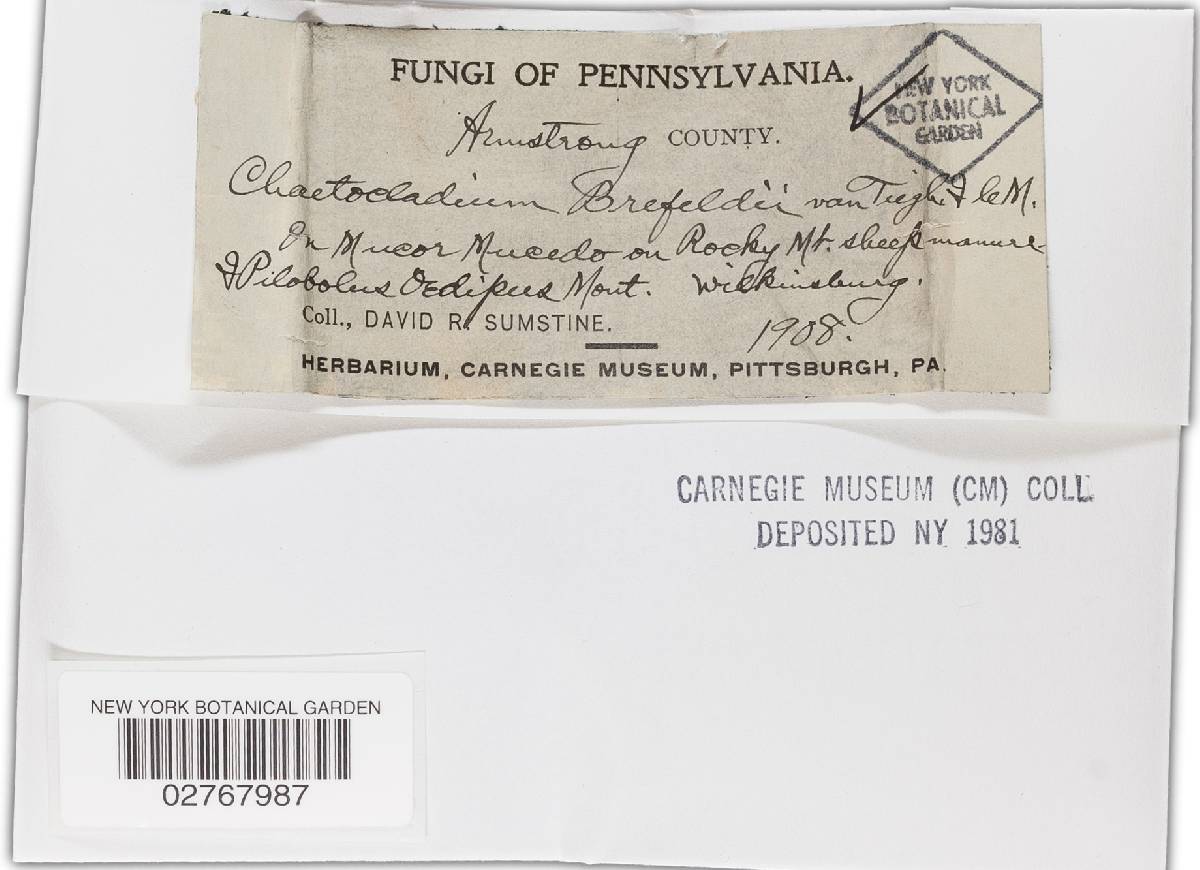 FUNGI OF PENNSYLVANIA.
NEW YORK
BOTANICAL
GARDEN
Armstrong COUNTY.
Chaetocladium Brefeldii van Tiegh & le M.
On Mucor Mucedo on Rocky Mt. sheep manure
& Pilobolus Oedipus Mont. Wilkinsburg.
Coll., DAVID R. SUMSTINE.
1908.
HERBARIUM, CARNEGIE MUSEUM, PITTSBURGH, PA.
CARNEGIE MUSEUM (CM) COLL.
DEPOSITED NY 1981
NEW YORK BOTANICAL GARDEN
02767987